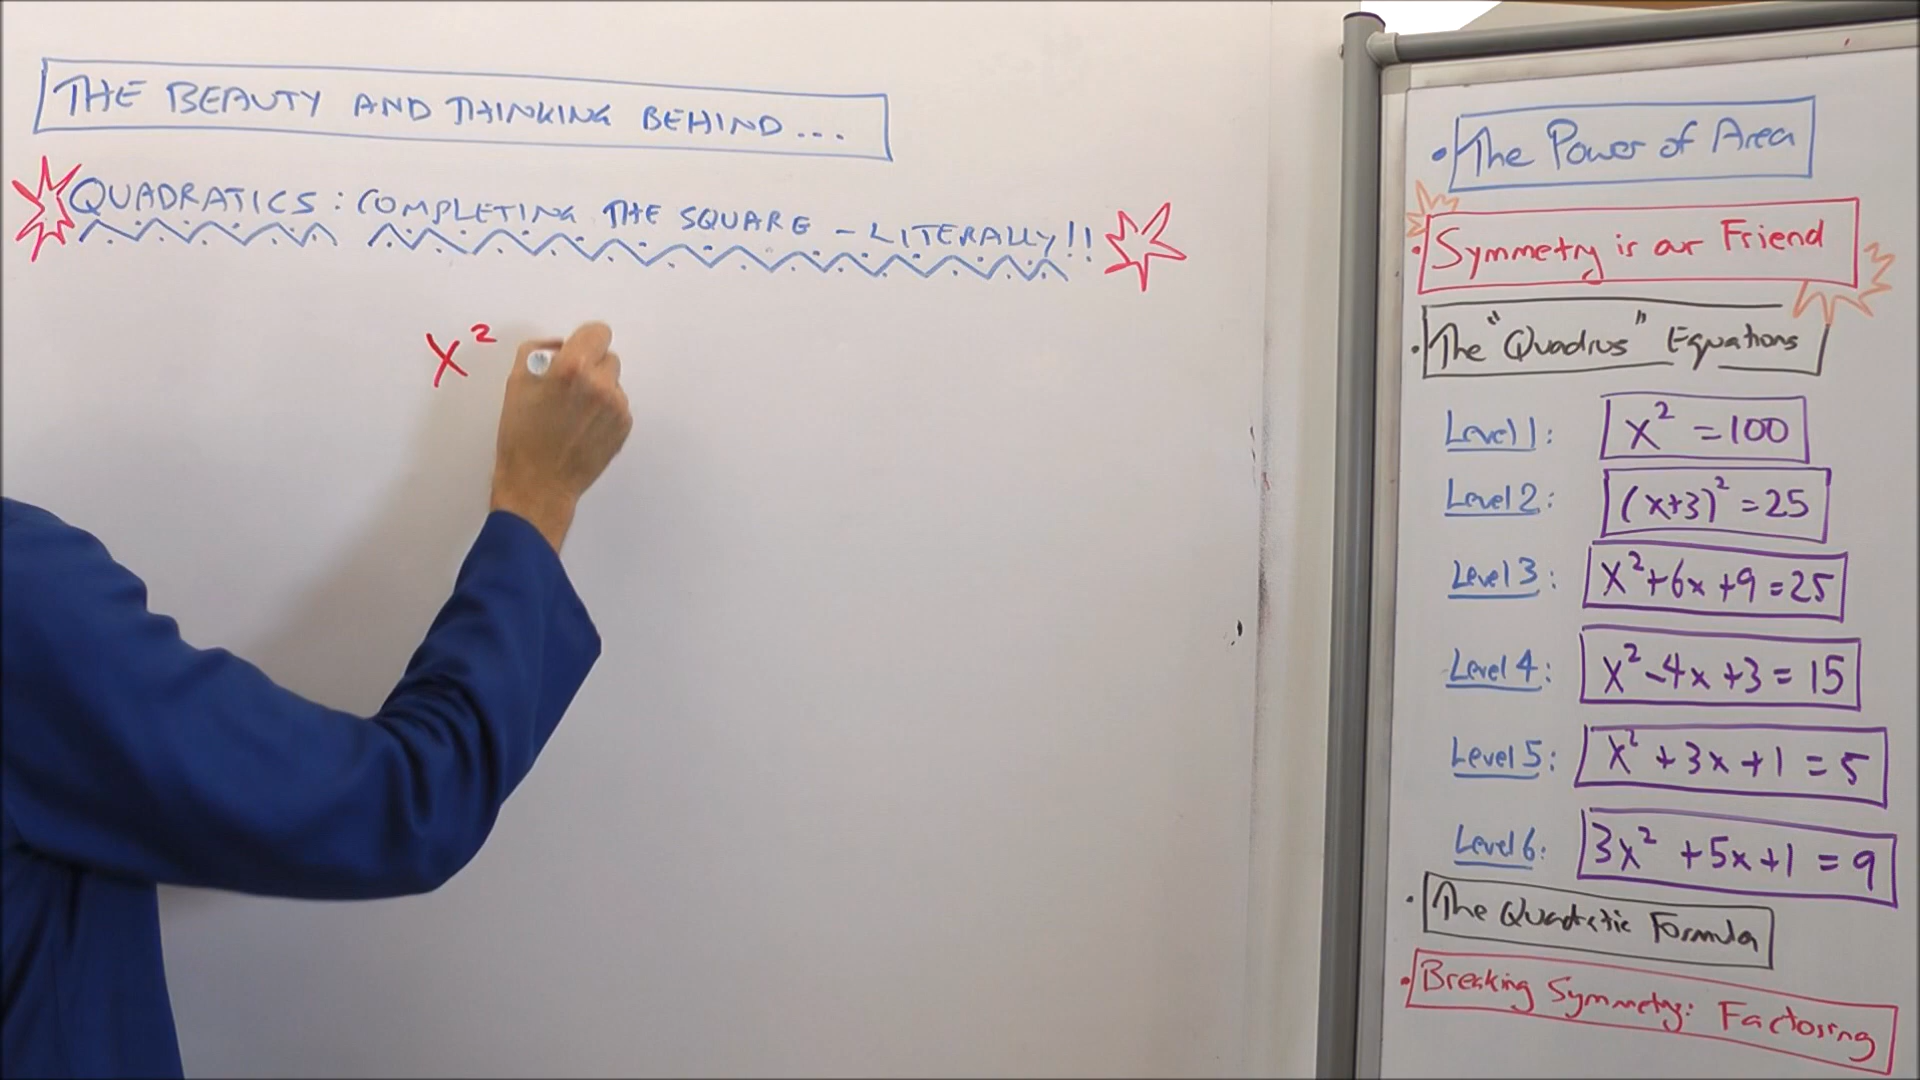 THE BEAUTY AND THINKING BEHIND...
QUADRATICS: COMPLETING THE SQUARE - LITERALLY!!
x²
• The Power of Area
• Symmetry is our Friend
• The "Quadrus" Equations
Level 1: x² = 100
Level 2: (x+3)² = 25
Level 3: x²+6x+9=25
Level 4: x²-4x+3=15
Level 5: x²+3x+1=5
Level 6: 3x²+5x+1=9
• The Quadratic Formula
• Breaking Symmetry: Factoring